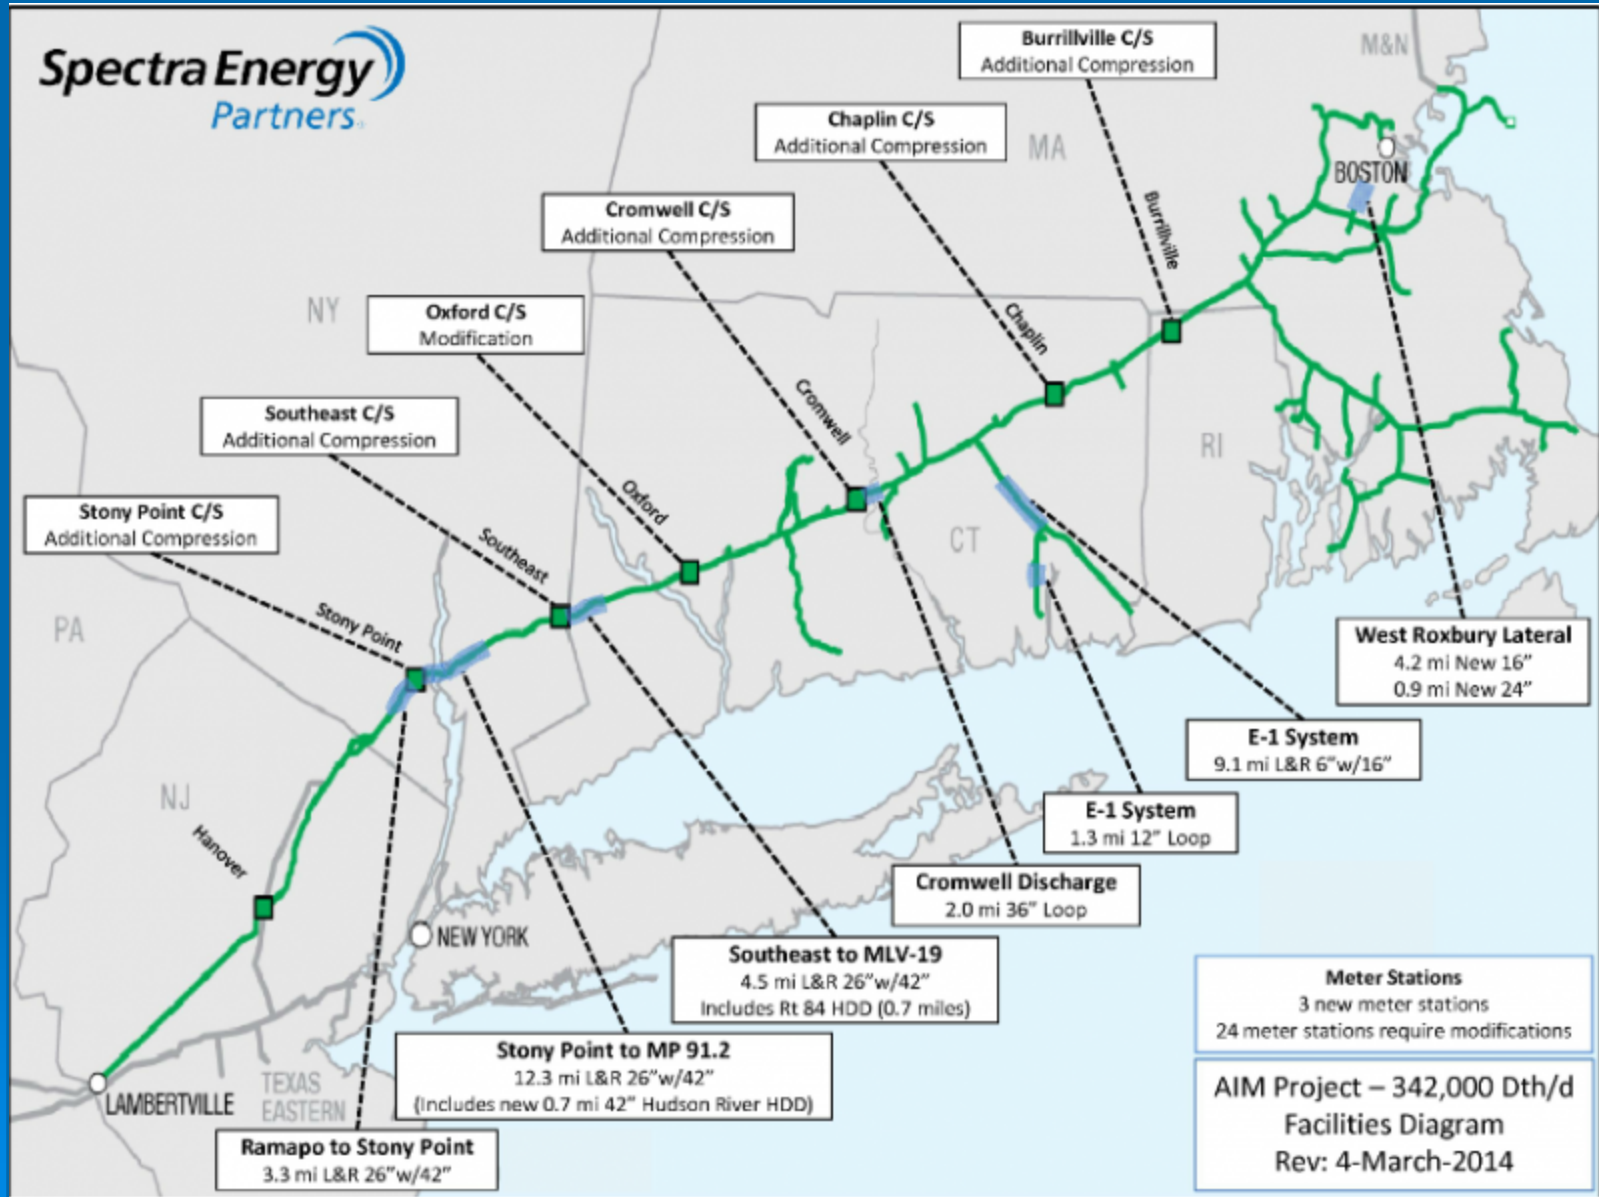 Spectra Energy
Partners
Burrillville C/S
Additional Compression
M&N
Chaplin C/S
Additional Compression
MA
BOSTON
Cromwell C/S
Additional Compression
Burrillville
NY
Oxford C/S
Modification
Chaplin
Southeast C/S
Additional Compression
Cromwell
RI
Stony Point C/S
Additional Compression
Oxford
Southeast
CT
PA
Stony Point
West Roxbury Lateral
4.2 mi New 16”
0.9 mi New 24”
E-1 System
9.1 mi L&R 6”w/16”
NJ
E-1 System
1.3 mi 12” Loop
Hanover
Cromwell Discharge
2.0 mi 36” Loop
NEW YORK
Southeast to MLV-19
4.5 mi L&R 26”w/42”
Includes Rt 84 HDD (0.7 miles)
Meter Stations
3 new meter stations
24 meter stations require modifications
Stony Point to MP 91.2
12.3 mi L&R 26”w/42”
(Includes new 0.7 mi 42” Hudson River HDD)
LAMBERTVILLE
TEXAS
EASTERN
AIM Project – 342,000 Dth/d
Facilities Diagram
Rev: 4-March-2014
Ramapo to Stony Point
3.3 mi L&R 26”w/42”